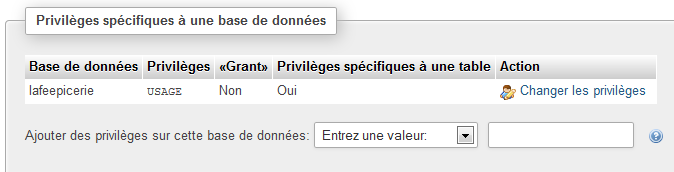 Privilèges spécifiques à une base de données
Base de données Privilèges «Grant» Privilèges spécifiques à une table Action
lafeepicerie USAGE Non Oui Changer les privilèges
Ajouter des privilèges sur cette base de données: Entrez une valeur: